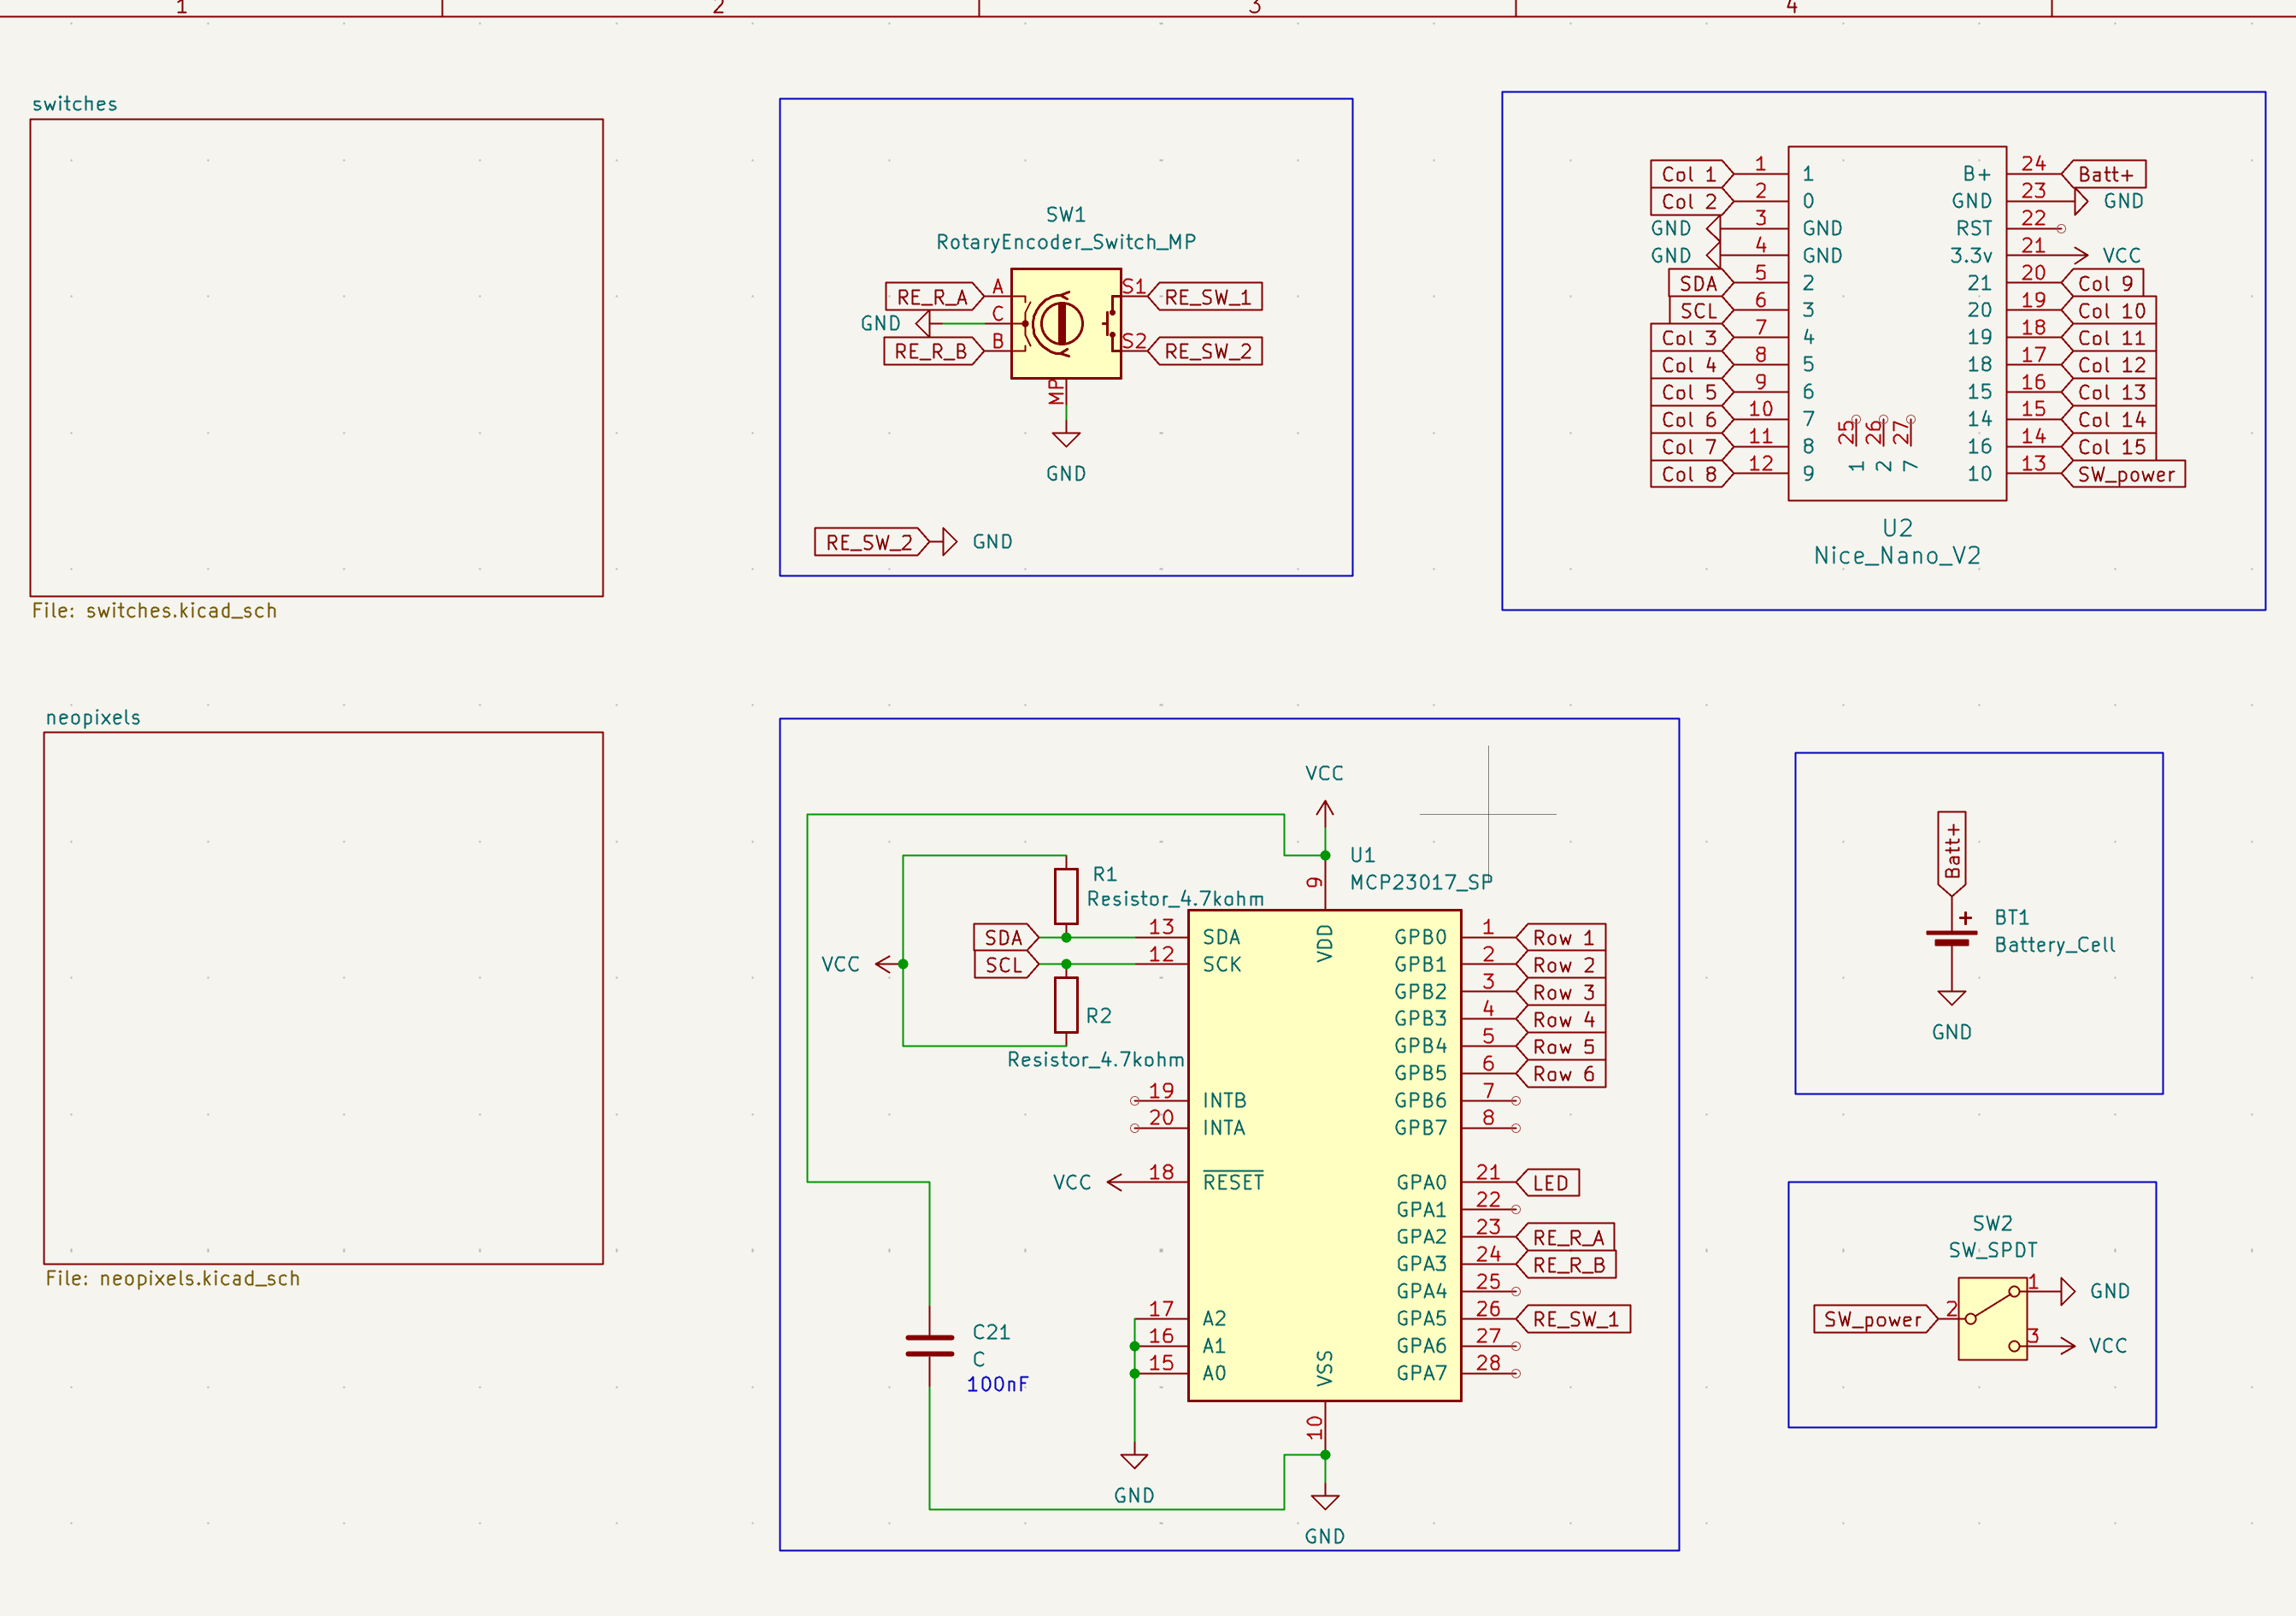 1 2 3 4
switches
File: switches.kicad_sch
SW1
RotaryEncoder_Switch_MP
RE_R_A A S1 RE_SW_1
GND C
RE_R_B B S2 RE_SW_2
MP
GND
RE_SW_2 GND
Col 1 1 1 B+ 24 Batt+
Col 2 2 0 GND 23 GND
GND 3 GND RST 22
GND 4 GND 3.3v 21 VCC
SDA 5 2 21 20 Col 9
SCL 6 3 20 19 Col 10
Col 3 7 4 19 18 Col 11
Col 4 8 5 18 17 Col 12
Col 5 9 6 15 16 Col 13
Col 6 10 7 14 15 Col 14
Col 7 11 8 16 14 Col 15
Col 8 12 9 10 13 SW_power
25 26 27
1 2 7
U2
Nice_Nano_V2
neopixels
File: neopixels.kicad_sch
VCC
U1
MCP23017_SP
9
VDD
R1
Resistor_4.7kohm
SDA 13 SDA GPB0 1 Row 1
SCL 12 SCK GPB1 2 Row 2
VCC
GPB2 3 Row 3
R2
GPB3 4 Row 4
GPB4 5 Row 5
Resistor_4.7kohm
GPB5 6 Row 6
19 INTB GPB6 7
20 INTA GPB7 8
VCC 18 RESET GPA0 21 LED
GPA1 22
GPA2 23 RE_R_A
GPA3 24 RE_R_B
GPA4 25
17 A2 GPA5 26 RE_SW_1
16 A1 GPA6 27
15 A0 GPA7 28
VSS
10
C21
C
100nF
GND
GND
Batt+
+
BT1
Battery_Cell
GND
SW2
SW_SPDT
1 GND
SW_power 2
3 VCC